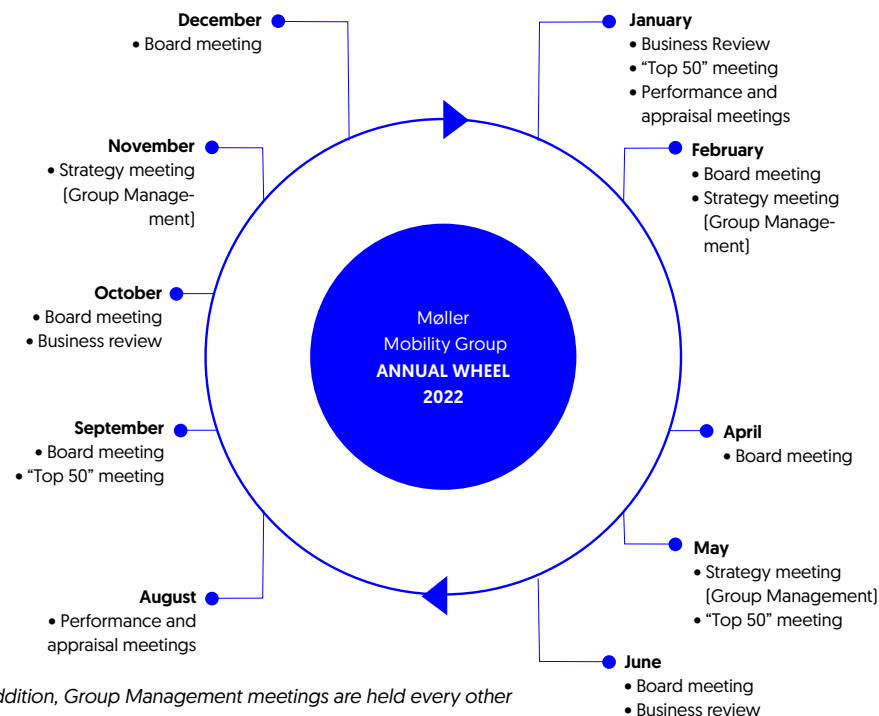 December
• Board meeting
January
• Business Review
• “Top 50” meeting
• Performance and
appraisal meetings
November
• Strategy meeting
(Group Manage-
ment)
February
• Board meeting
• Strategy meeting
(Group Manage-
ment)
October
• Board meeting
• Business review
Møller
Mobility Group
ANNUAL WHEEL
2022
September
• Board meeting
• “Top 50” meeting
April
• Board meeting
May
• Strategy meeting
(Group Management)
• “Top 50” meeting
August
• Performance and
appraisal meetings
June
• Board meeting
• Business review
Group Management meetings are held every other